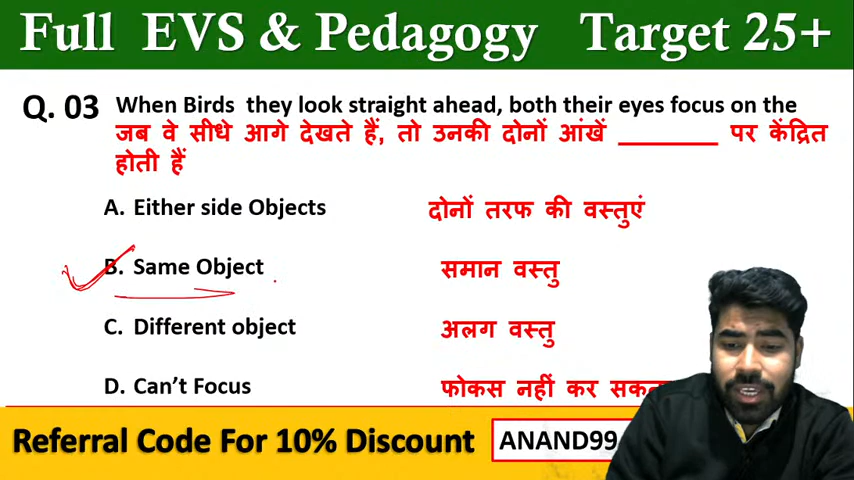 Full EVS & Pedagogy Target 25+
Q. 03 When Birds they look straight ahead, both their eyes focus on the
जब वे सीधे आगे देखते हैं, तो उनकी दोनों आंखें ________ पर केंद्रित
होती हैं
A. Either side Objects दोनों तरफ की वस्तुएं
B. Same Object समान वस्तु
C. Different object अलग वस्तु
D. Can't Focus फोकस नहीं कर
Referral Code For 10% Discount ANAND99